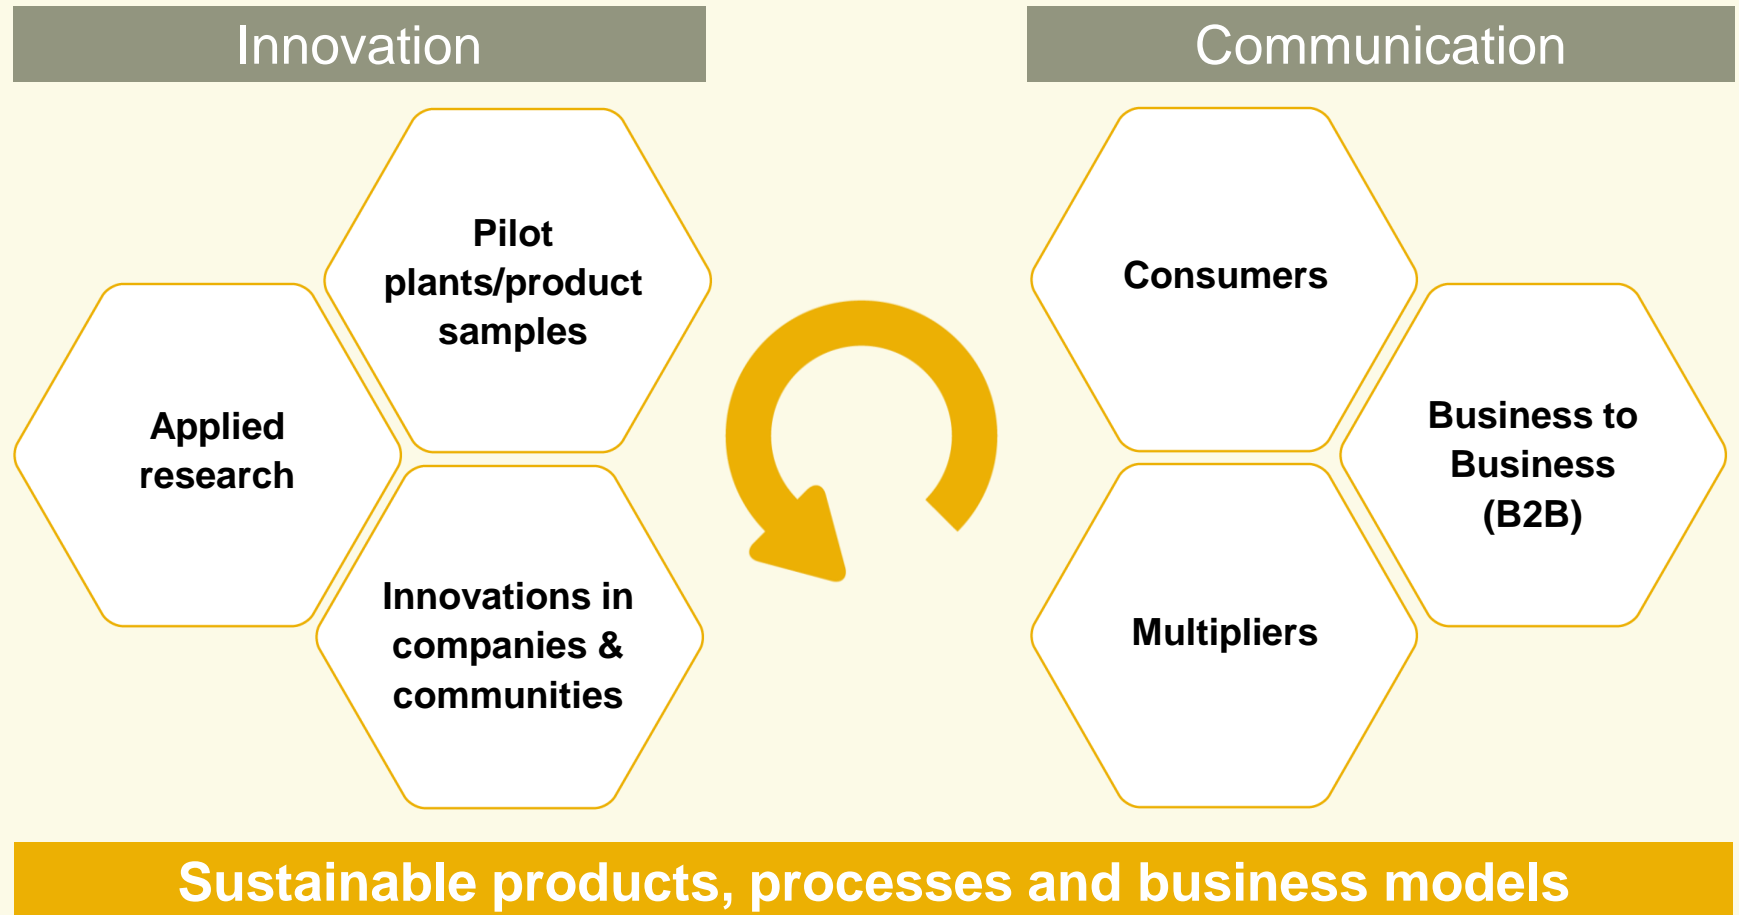 Innovation
Communication
Pilot
plants/product
samples
Applied
research
Innovations in
companies &
communities
Consumers
Business to
Business
(B2B)
Multipliers
Sustainable products, processes and business models